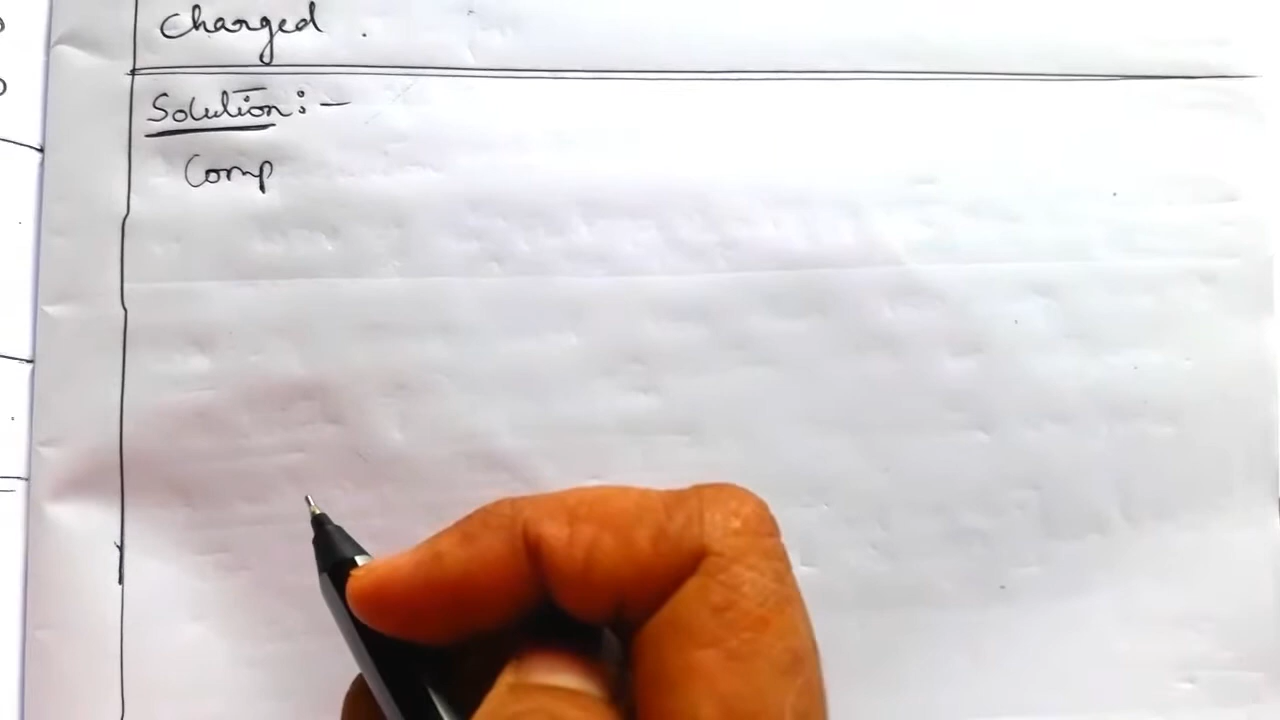 Charged .
Solution :-
Comp